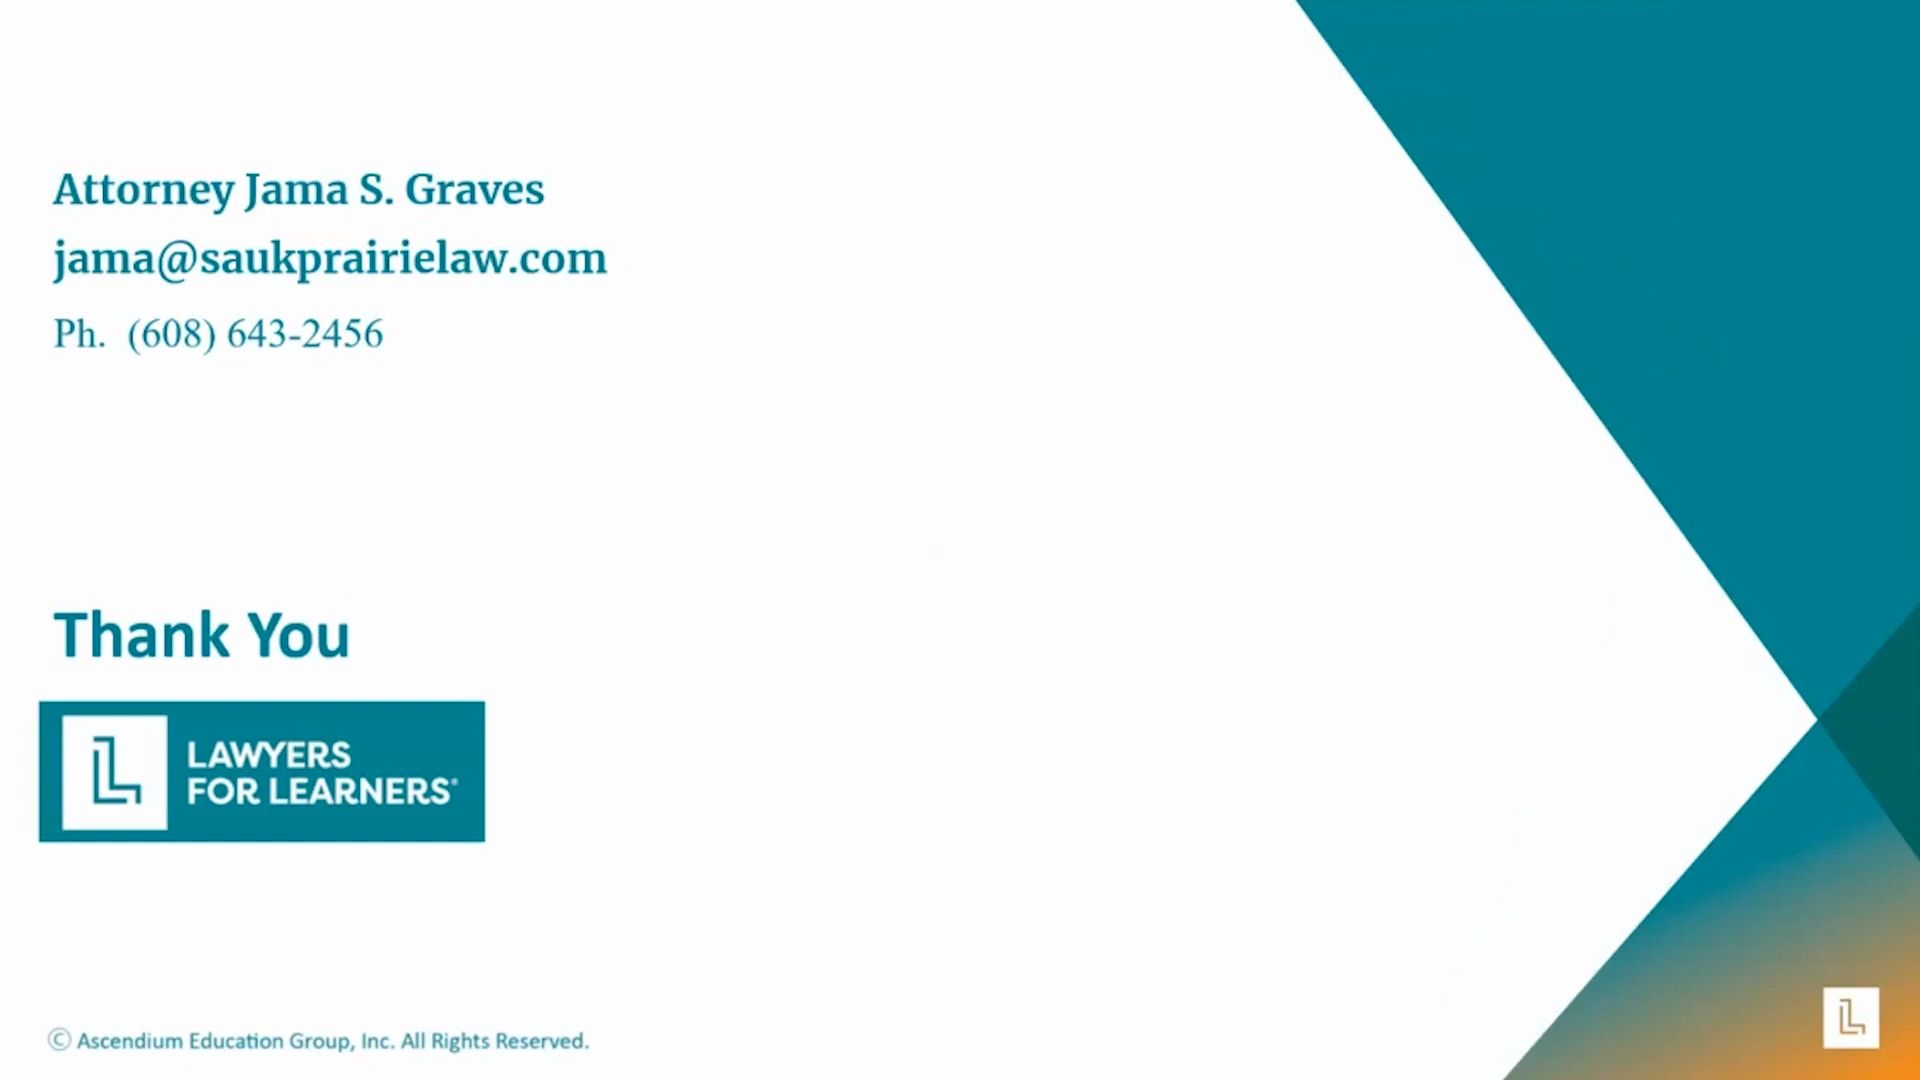 Attorney Jama S. Graves
jama@saukprairielaw.com
Ph. (608) 643-2456
Thank You
LAWYERS
FOR LEARNERS®
© Ascendium Education Group, Inc. All Rights Reserved.